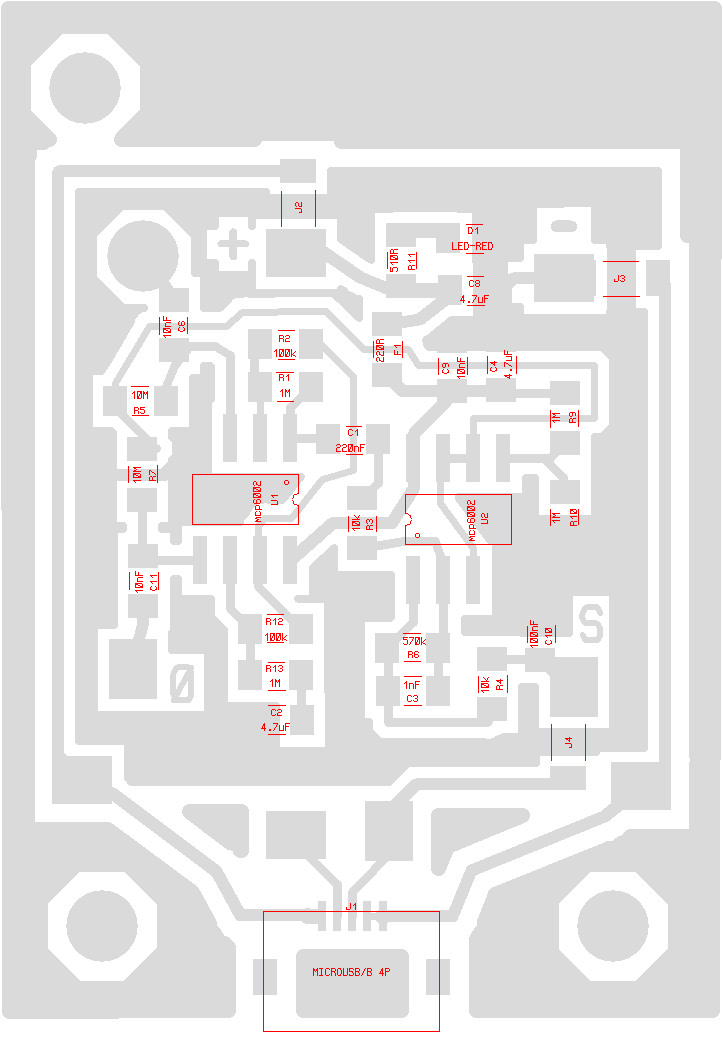 J2
+
D1
LED-RED
510R
R11
J3
C8
4.7uF
10nF
C6
R2
100k
220R
F1
C9
10nF
C4
4.7uF
R1
1M
10M
R5
1M
R9
C1
220nF
10M
R7
mcp6002
U1
10k
R3
mcp6002
U2
1M
R10
10nF
C11
R12
100k
570k
R6
100nF
C10
S
R13
1M
1nF
C3
10k
R4
0
C2
4.7uF
J4
J1
MICROUSB/B 4P